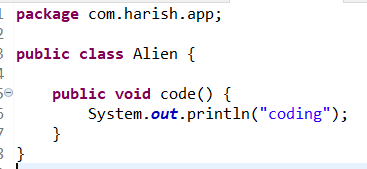 package com.harish.app;
public class Alien {
public void code() {
System.out.println("coding");
}
}